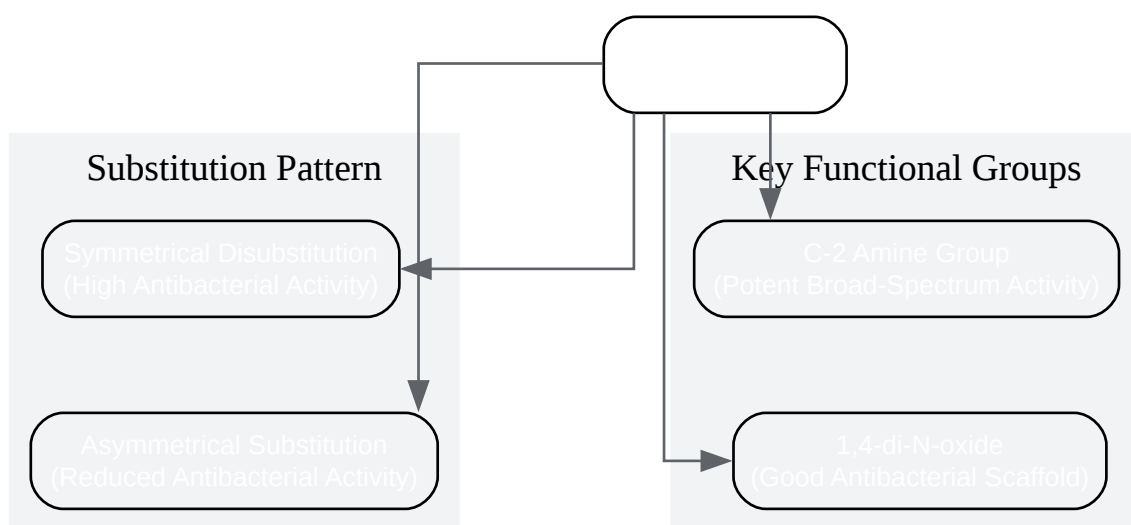 Substitution Pattern
Key Functional Groups
Symmetrical Disubstitution
(High Antibacterial Activity)
C-2 Amine Group
(Potent Broad-Spectrum Activity)
Asymmetrical Substitution
(Reduced Antibacterial Activity)
1,4-di-N-oxide
(Good Antibacterial Scaffold)